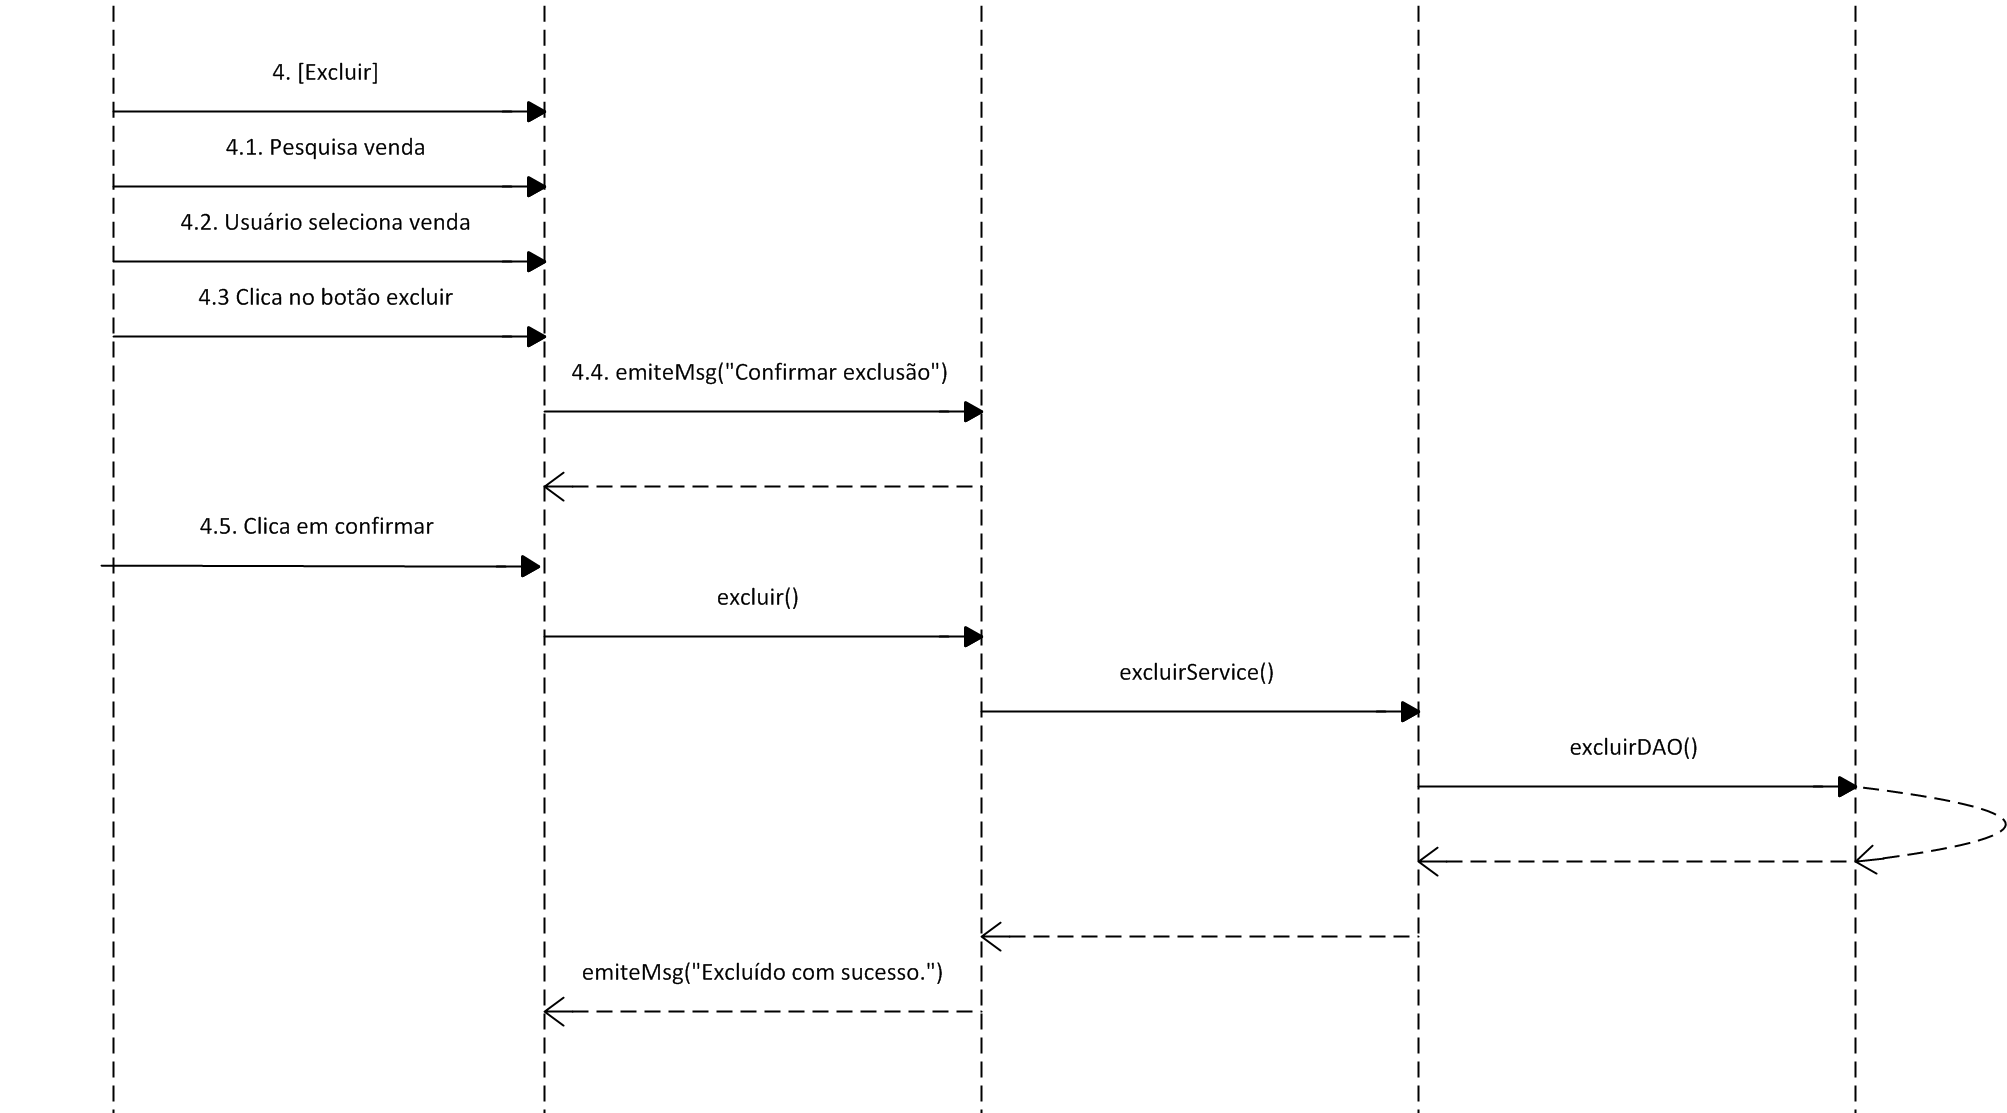 4. [Excluir]
4.1. Pesquisa venda
4.2. Usuário seleciona venda
4.3 Clica no botão excluir
4.4. emiteMsg("Confirmar exclusão")
4.5. Clica em confirmar
excluir()
excluirService()
excluirDAO()
emiteMsg("Excluído com sucesso.")